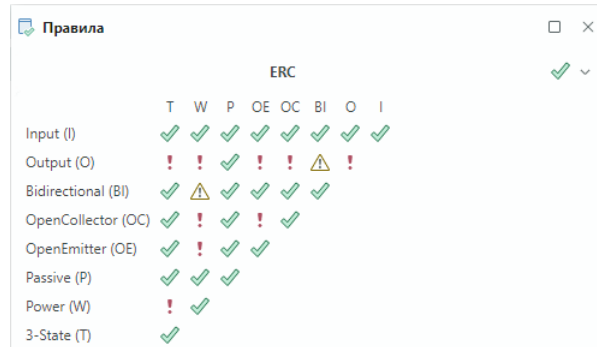 Правила
ERC
T W P OE OC BI O I
Input (I)
Output (O)
Bidirectional (BI)
OpenCollector (OC)
OpenEmitter (OE)
Passive (P)
Power (W)
3-State (T)